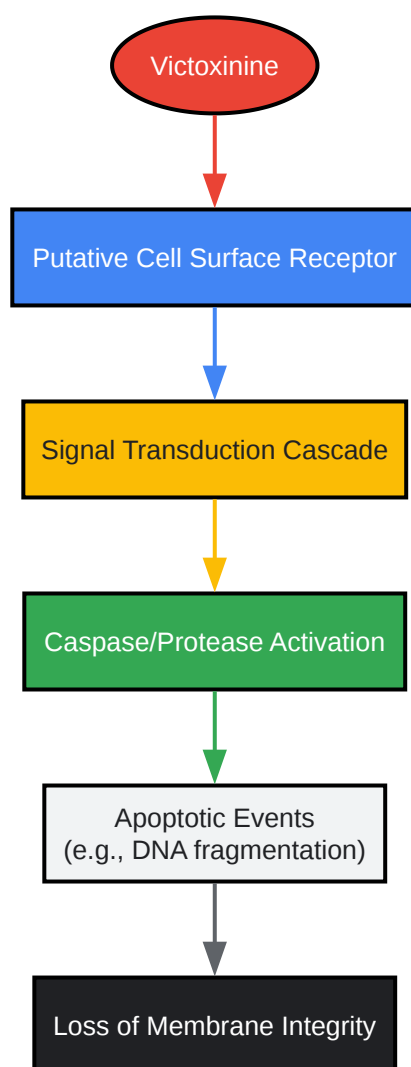 Victoxinine
Putative Cell Surface Receptor
Signal Transduction Cascade
Caspase/Protease Activation
Apoptotic Events
(e.g., DNA fragmentation)
Loss of Membrane Integrity